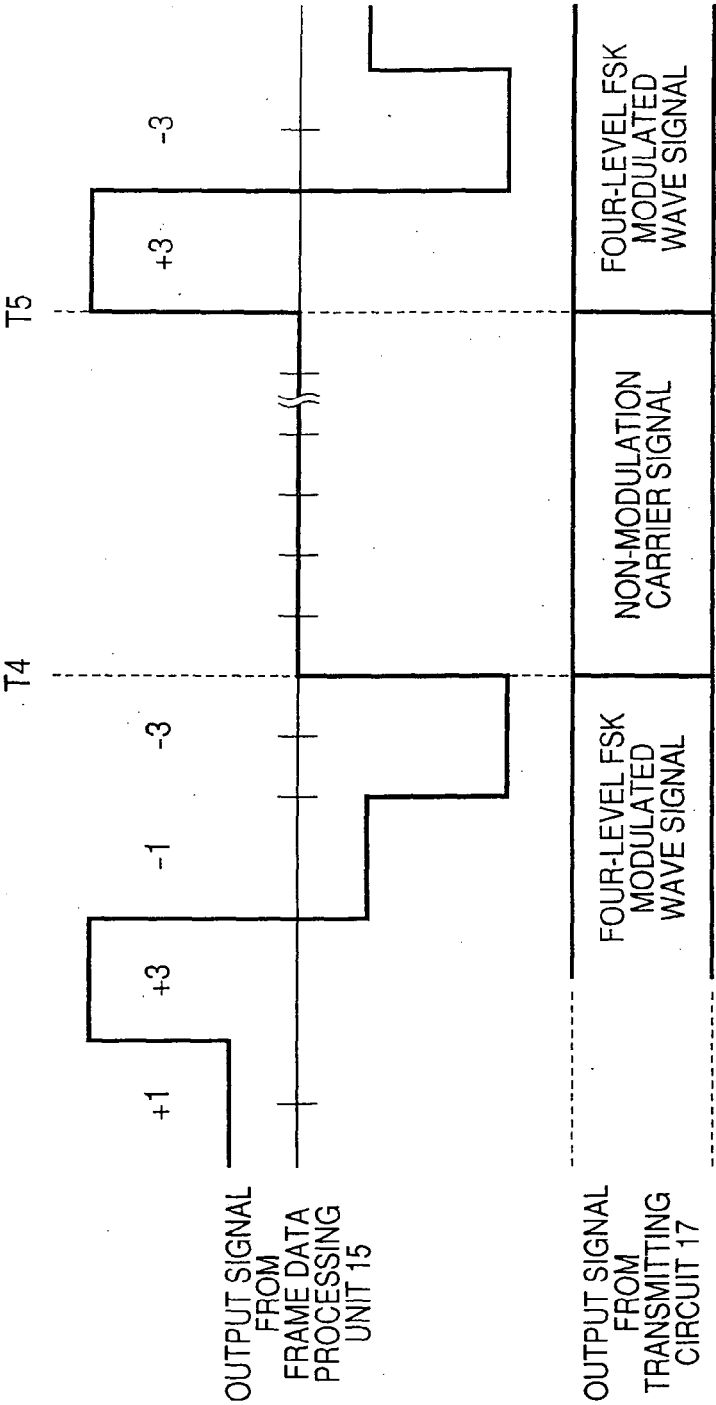 T4
T5
+1
+3
-1
-3
+3
-3
OUTPUT SIGNAL
FROM
FRAME DATA
PROCESSING
UNIT 15
OUTPUT SIGNAL
FROM
TRANSMITTING
CIRCUIT 17
FOUR-LEVEL FSK
MODULATED
WAVE SIGNAL
NON-MODULATION
CARRIER SIGNAL
FOUR-LEVEL FSK
MODULATED
WAVE SIGNAL